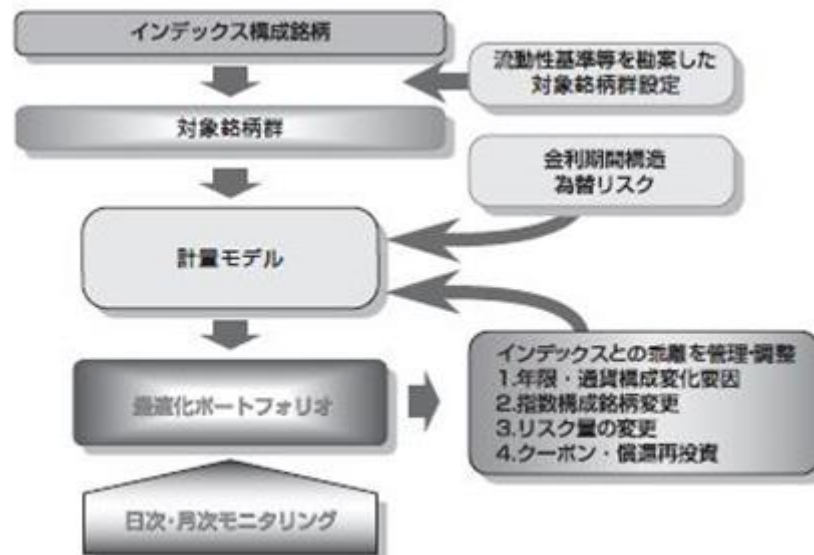 インデックス構成銘柄
流動性基準等を勘案した
対象銘柄群設定
対象銘柄群
金利期間構造
為替リスク
計量モデル
インデックスとの乖離を管理・調整
1.年限・通貨構成変化要因
2.指数構成銘柄変更
3.リスク量の変更
4.クーポン・償還再投資
最適化ポートフォリオ
日次・月次モニタリング